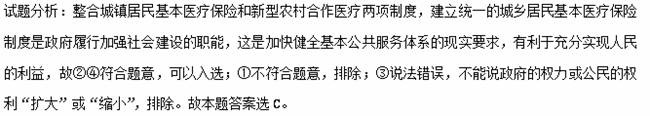 试题分析：整合城镇居民基本医疗保险和新型农村合作医疗两项制度，建立统一的城乡居民基本医疗保险
制度是政府履行加强社会建设的职能，这是加快健全基本公共服务体系的现实要求，有利于充分实现人民
的利益，故②④符合题意，可以入选；①不符合题意，排除；③说法错误，不能说政府的权力或公民的权
利“扩大”或“缩小”，排除。故本题答案选 C。